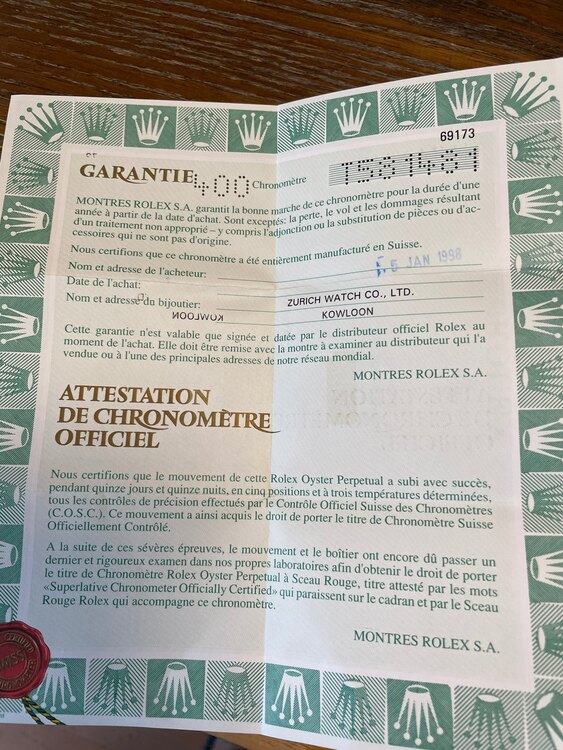 69173
GARANTIE
400
Chronomètre
T581481
MONTRES ROLEX S.A. garantit la bonne marche de ce chronomètre pour la durée d'une
année à partir de la date d'achat. Sont exceptés: la perte, le vol et les dommages résultant
d'un traitement non approprié – y compris l'adjonction ou la substitution de pièces ou d'ac-
cessoires qui ne sont pas d'origine.
Nous certifions que ce chronomètre a été entièrement manufacturé en Suisse.
Nom et adresse de l'acheteur:
5 JAN 1998
Date de l'achat:
Nom et adresse du bijoutier:
ZURICH WATCH CO., LTD.
KOWLOON
KOWLOON
Cette garantie n'est valable que signée et datée par le distributeur officiel Rolex au
moment de l'achat. Elle doit être remise avec la montre à examiner au distributeur qui l'a
vendue ou à l'une des principales adresses de notre réseau mondial.
MONTRES ROLEX S.A.
ATTESTATION
DE CHRONOMÈTRE
OFFICIEL
Nous certifions que le mouvement de cette Rolex Oyster Perpetual a subi avec succès,
pendant quinze jours et quinze nuits, en cinq positions et à trois températures déterminées,
tous les contrôles de précision effectués par le Contrôle Officiel Suisse des Chronomètres
(C.O.S.C.). Ce mouvement a ainsi acquis le droit de porter le titre de Chronomètre Suisse
Officiellement Contrôlé.
A la suite de ces sévères épreuves, le mouvement et le boîtier ont encore dû passer un
dernier et rigoureux examen dans nos propres laboratoires afin d'obtenir le droit de porter
le titre de Chronomètre Rolex Oyster Perpetual à Sceau Rouge, titre attesté par les mots
«Superlative Chronometer Officially Certified» qui paraissent sur le cadran et par le Sceau
Rouge Rolex qui accompagne ce chronomètre.
MONTRES ROLEX S.A.